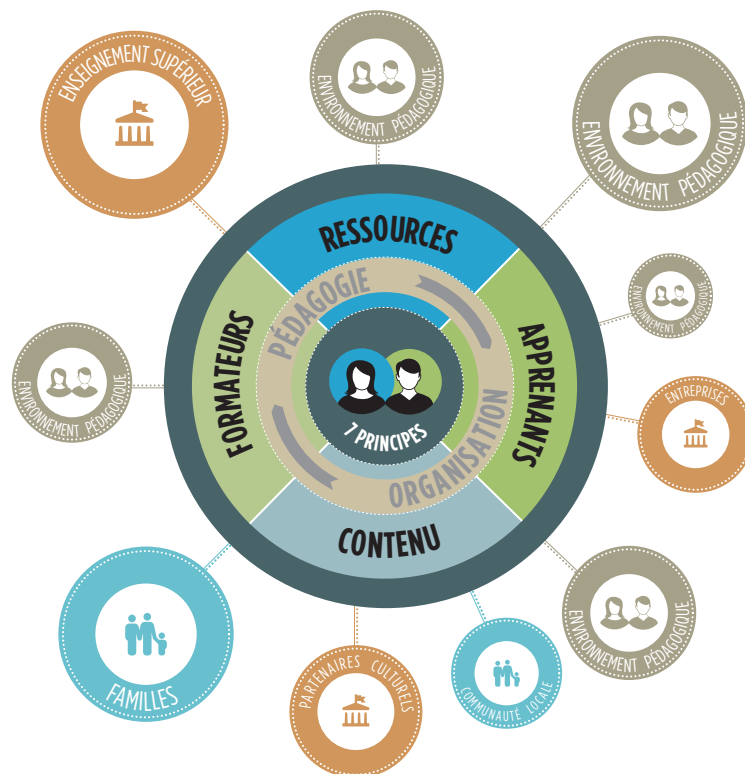 ENSEIGNEMENT SUPÉRIEUR
ENVIRONNEMENT PÉDAGOGIQUE
ENVIRONNEMENT PÉDAGOGIQUE
RESSOURCES
PÉDAGOGIE
ENVIRONNEMENT PÉDAGOGIQUE
FORMATEURS
APPRENANTS
ENVIRONNEMENT PÉDAGOGIQUE
7 PRINCIPES
ENTREPRISES
ORGANISATION
CONTENU
ENVIRONNEMENT PÉDAGOGIQUE
FAMILLES
PARTENAIRES CULTURELS
COMMUNAUTÉ LOCALE